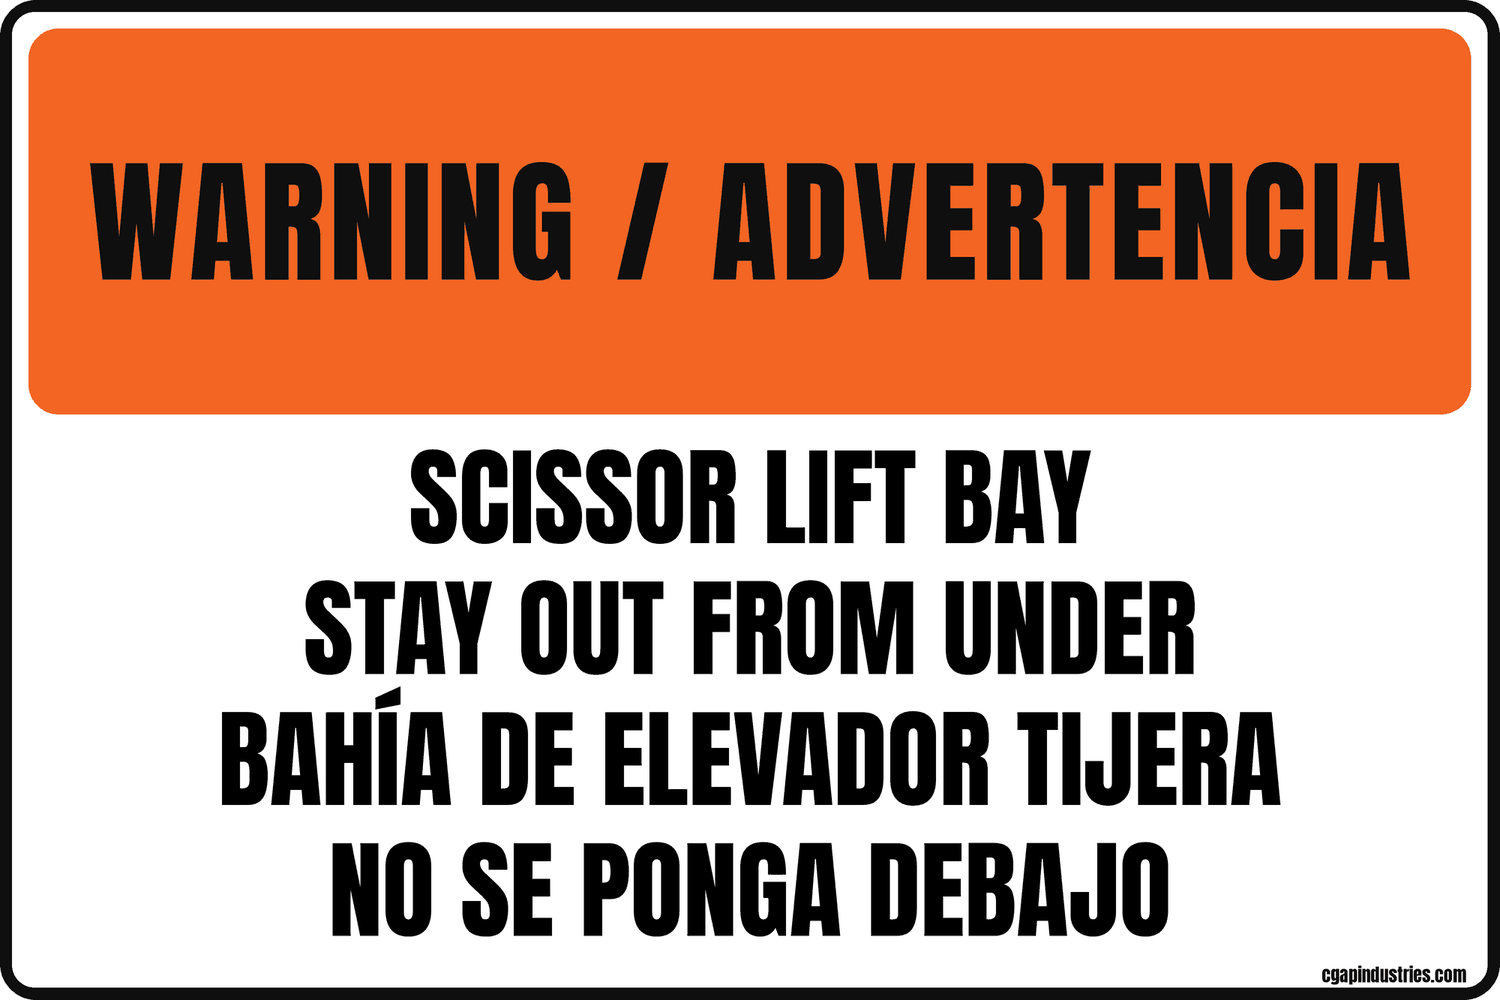 WARNING / ADVERTENCIA
SCISSOR LIFT BAY
STAY OUT FROM UNDER
BAHÍA DE ELEVADOR TIJERA
NO SE PONGA DEBAJO
cgapindustries.com